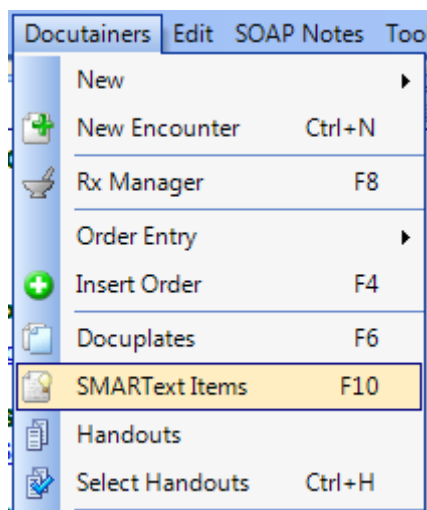 Docutainers Edit SOAP Notes Too
New
New Encounter Ctrl+N
Rx Manager F8
Order Entry
Insert Order F4
Docuplates F6
SMARText Items F10
Handouts
Select Handouts Ctrl+H